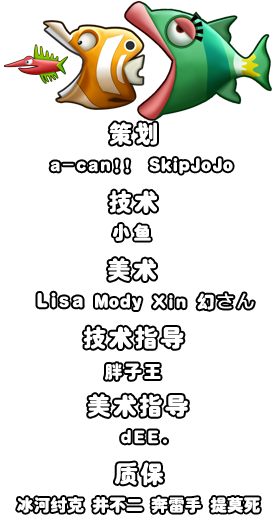 策划
a-can!! SkipJoJo
技术
小鱼
美术
Lisa Mody Xin 幻さん
技术指导
胖子王
美术指导
dEE.
质保
冰河纣克 井不二 奔雷手 提莫死